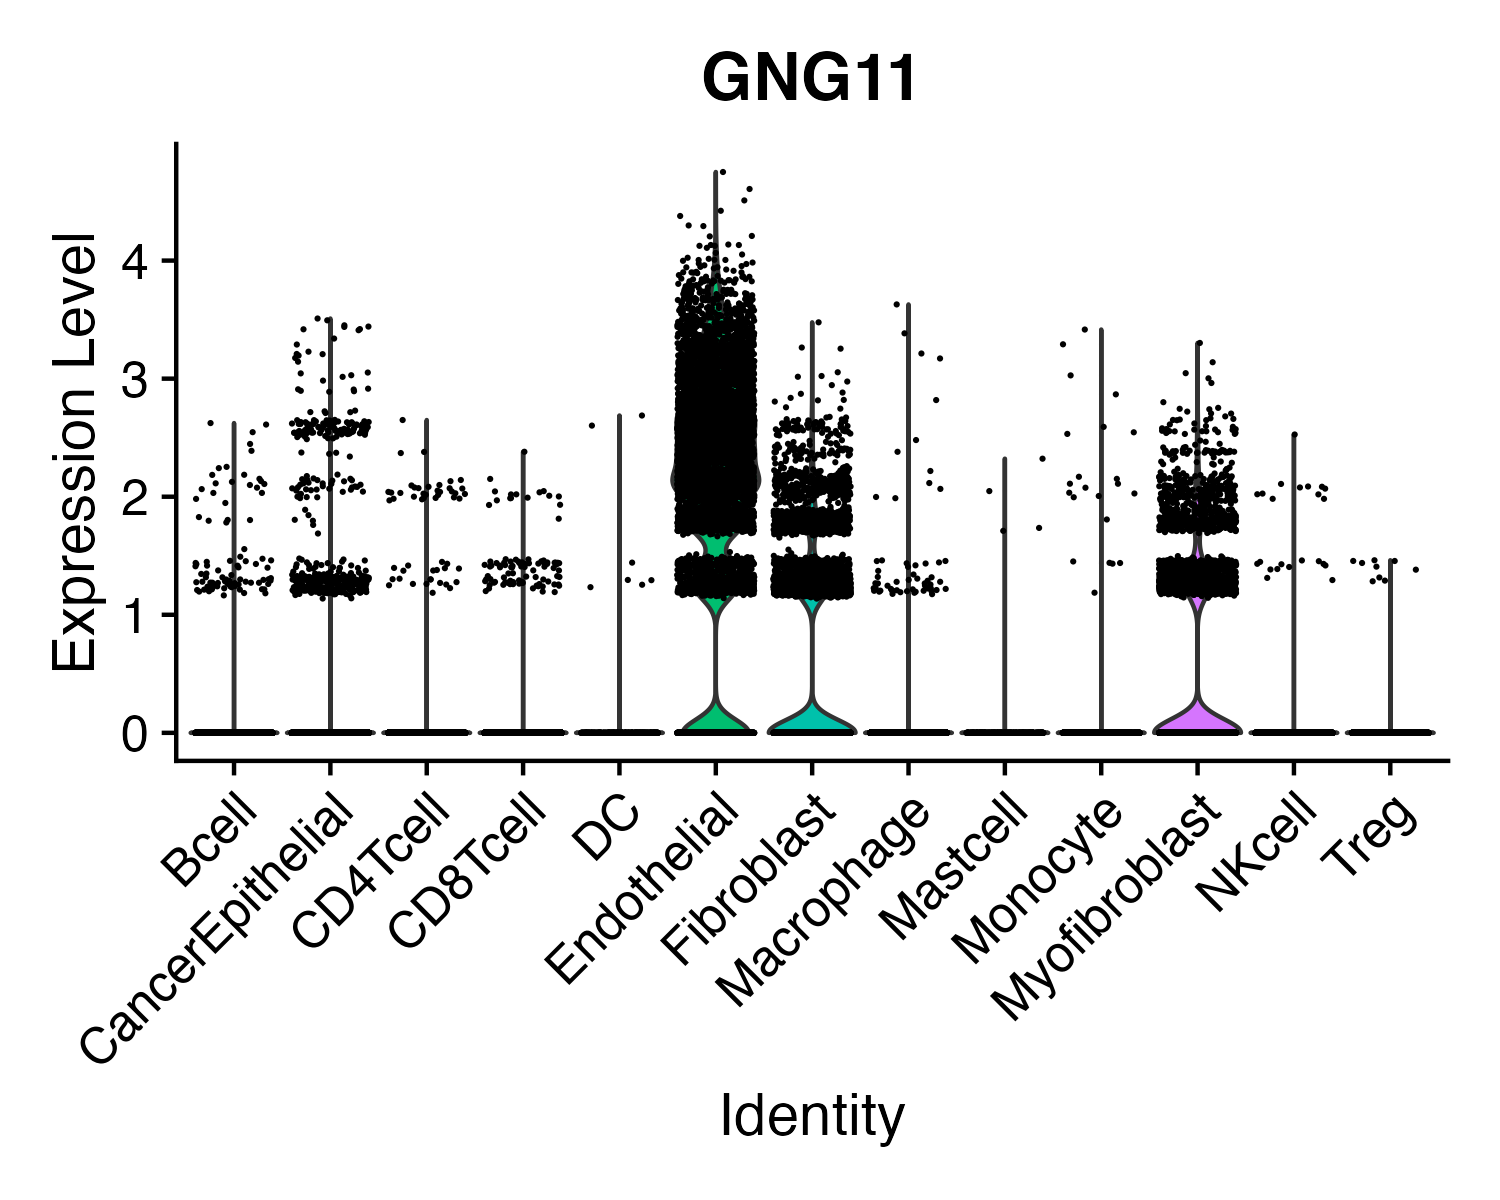 GNG11
Expression Level
4
3
2
1
0
Bcell
CancerEpithelial
CD4Tcell
CD8Tcell
DC
Endothelial
Fibroblast
Macrophage
Mastcell
Monocyte
Myofibroblast
NKcell
Treg
Identity